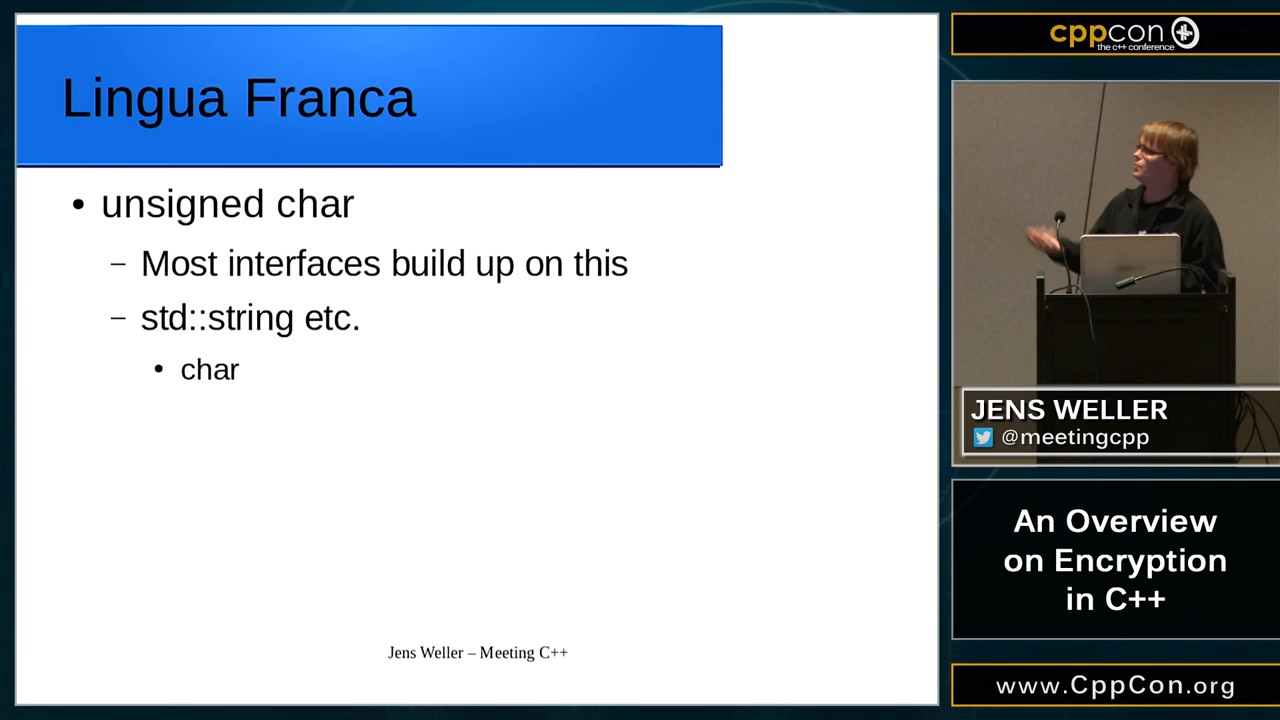 Lingua Franca
• unsigned char
– Most interfaces build up on this
– std::string etc.
• char
Jens Weller – Meeting C++
cppcon
the c++ conference
JENS WELLER
@meetingcpp
An Overview
on Encryption
in C++
www.CppCon.org